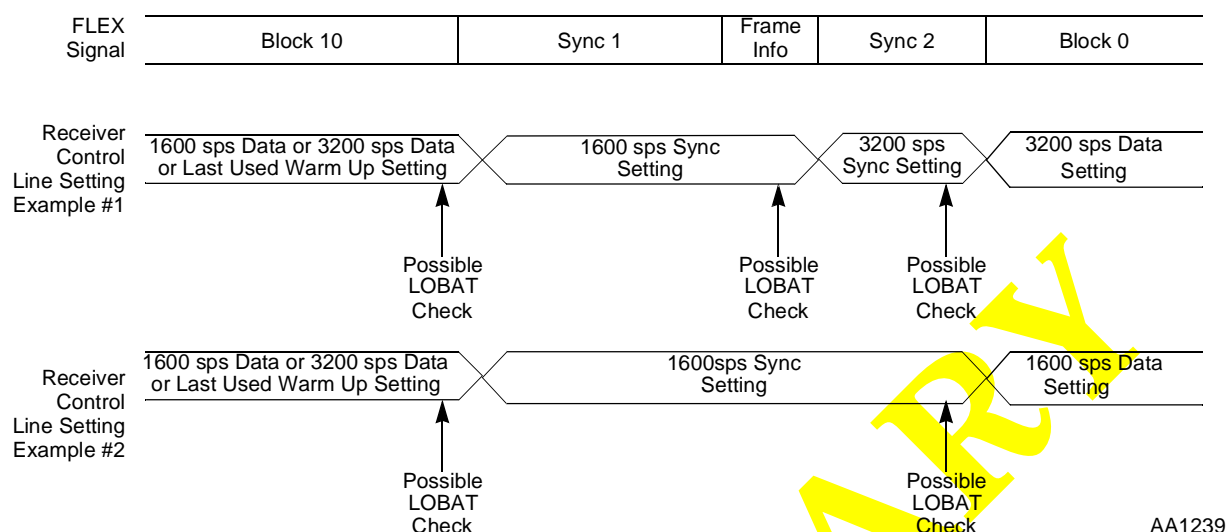 FLEX
Signal
Block 10
Sync 1
Frame
Info
Sync 2
Block 0
Receiver
Control
Line Setting
Example #1
1600 sps Data or 3200 sps Data
or Last Used Warm Up Setting
1600 sps Sync
Setting
3200 sps
Sync Setting
3200 sps Data
Setting
Possible
LOBAT
Check
Possible
LOBAT
Check
Possible
LOBAT
Check
Receiver
Control
Line Setting
Example #2
1600 sps Data or 3200 sps Data
or Last Used Warm Up Setting
1600sps Sync
Setting
1600 sps Data
Setting
Possible
LOBAT
Check
Possible
LOBAT
Check
ARY
AA1239